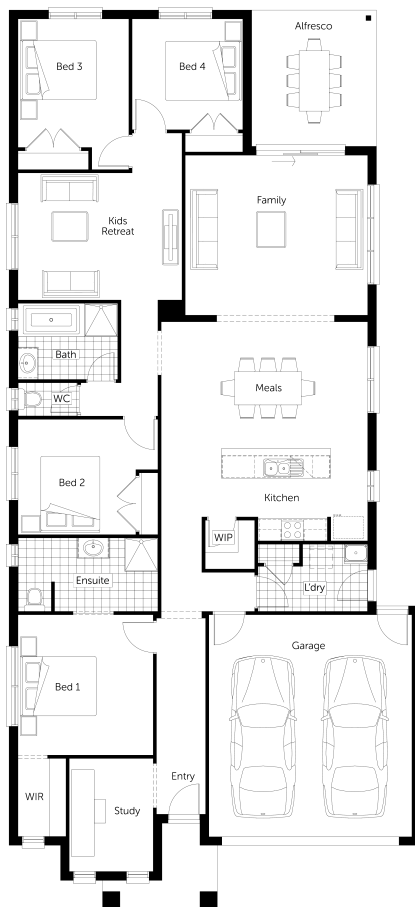 Alfresco
Bed 3
Bed 4
Family
Kids
Retreat
Bath
Meals
WC
Bed 2
Kitchen
WIP
Ensuite
L'dry
Garage
Bed 1
Entry
WIR
Study